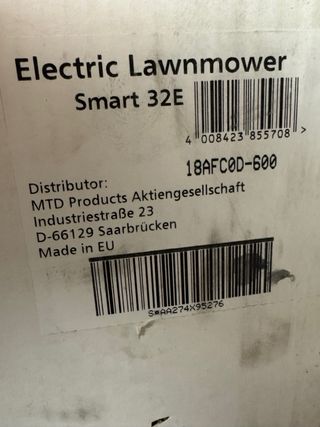 Electric Lawnmower
Smart 32E
4 008423 855708 >
18AFC0D-600
Distributor:
MTD Products Aktiengesellschaft
Industriestraße 23
D-66129 Saarbrücken
Made in EU
S*AA274X95276